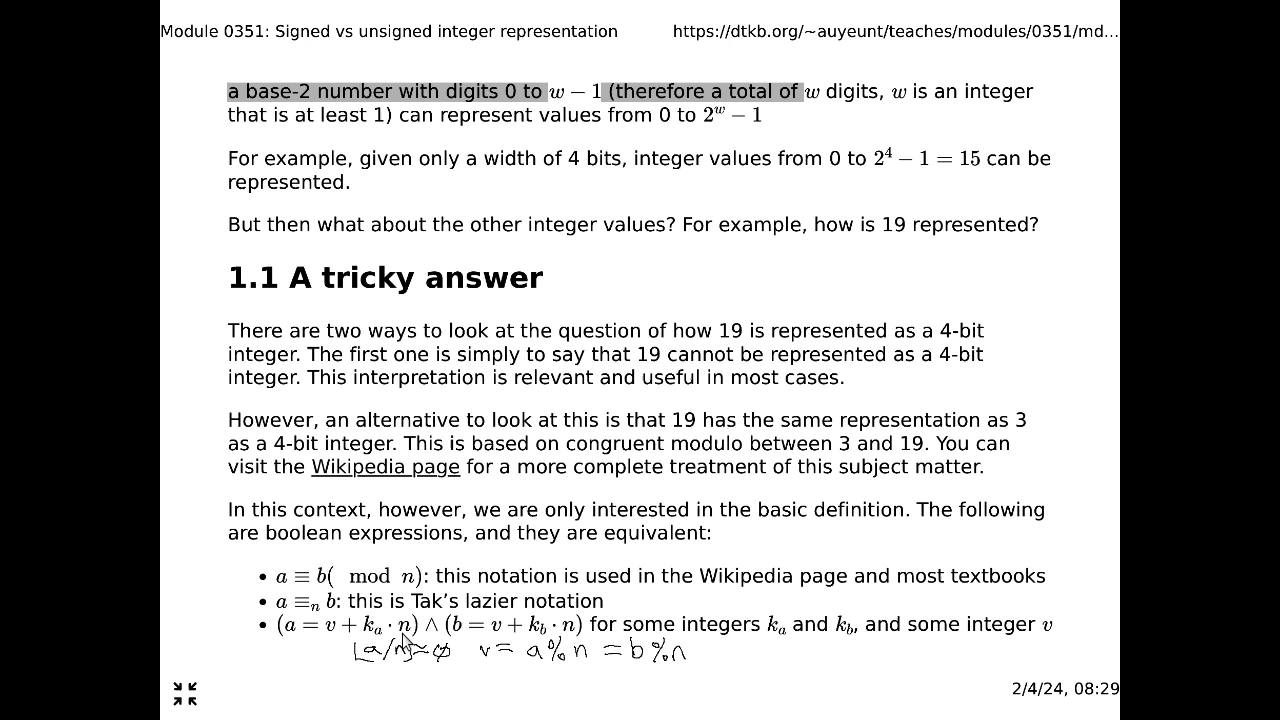 Module 0351: Signed vs unsigned integer representation https://dtkb.org/~auyeunt/teaches/modules/0351/md...
a base-2 number with digits 0 to w − 1 (therefore a total of w digits, w is an integer
that is at least 1) can represent values from 0 to 2^w − 1
For example, given only a width of 4 bits, integer values from 0 to 2^4 − 1 = 15 can be
represented.
But then what about the other integer values? For example, how is 19 represented?
1.1 A tricky answer
There are two ways to look at the question of how 19 is represented as a 4-bit
integer. The first one is simply to say that 19 cannot be represented as a 4-bit
integer. This interpretation is relevant and useful in most cases.
However, an alternative to look at this is that 19 has the same representation as 3
as a 4-bit integer. This is based on congruent modulo between 3 and 19. You can
visit the Wikipedia page for a more complete treatment of this subject matter.
In this context, however, we are only interested in the basic definition. The following
are boolean expressions, and they are equivalent:
• a ≡ b( mod n): this notation is used in the Wikipedia page and most textbooks
• a ≡_n b: this is Tak’s lazier notation
• (a = v + k_a · n) ∧ (b = v + k_b · n) for some integers k_a and k_b, and some integer v
v = a % n = b % n
2/4/24, 08:29